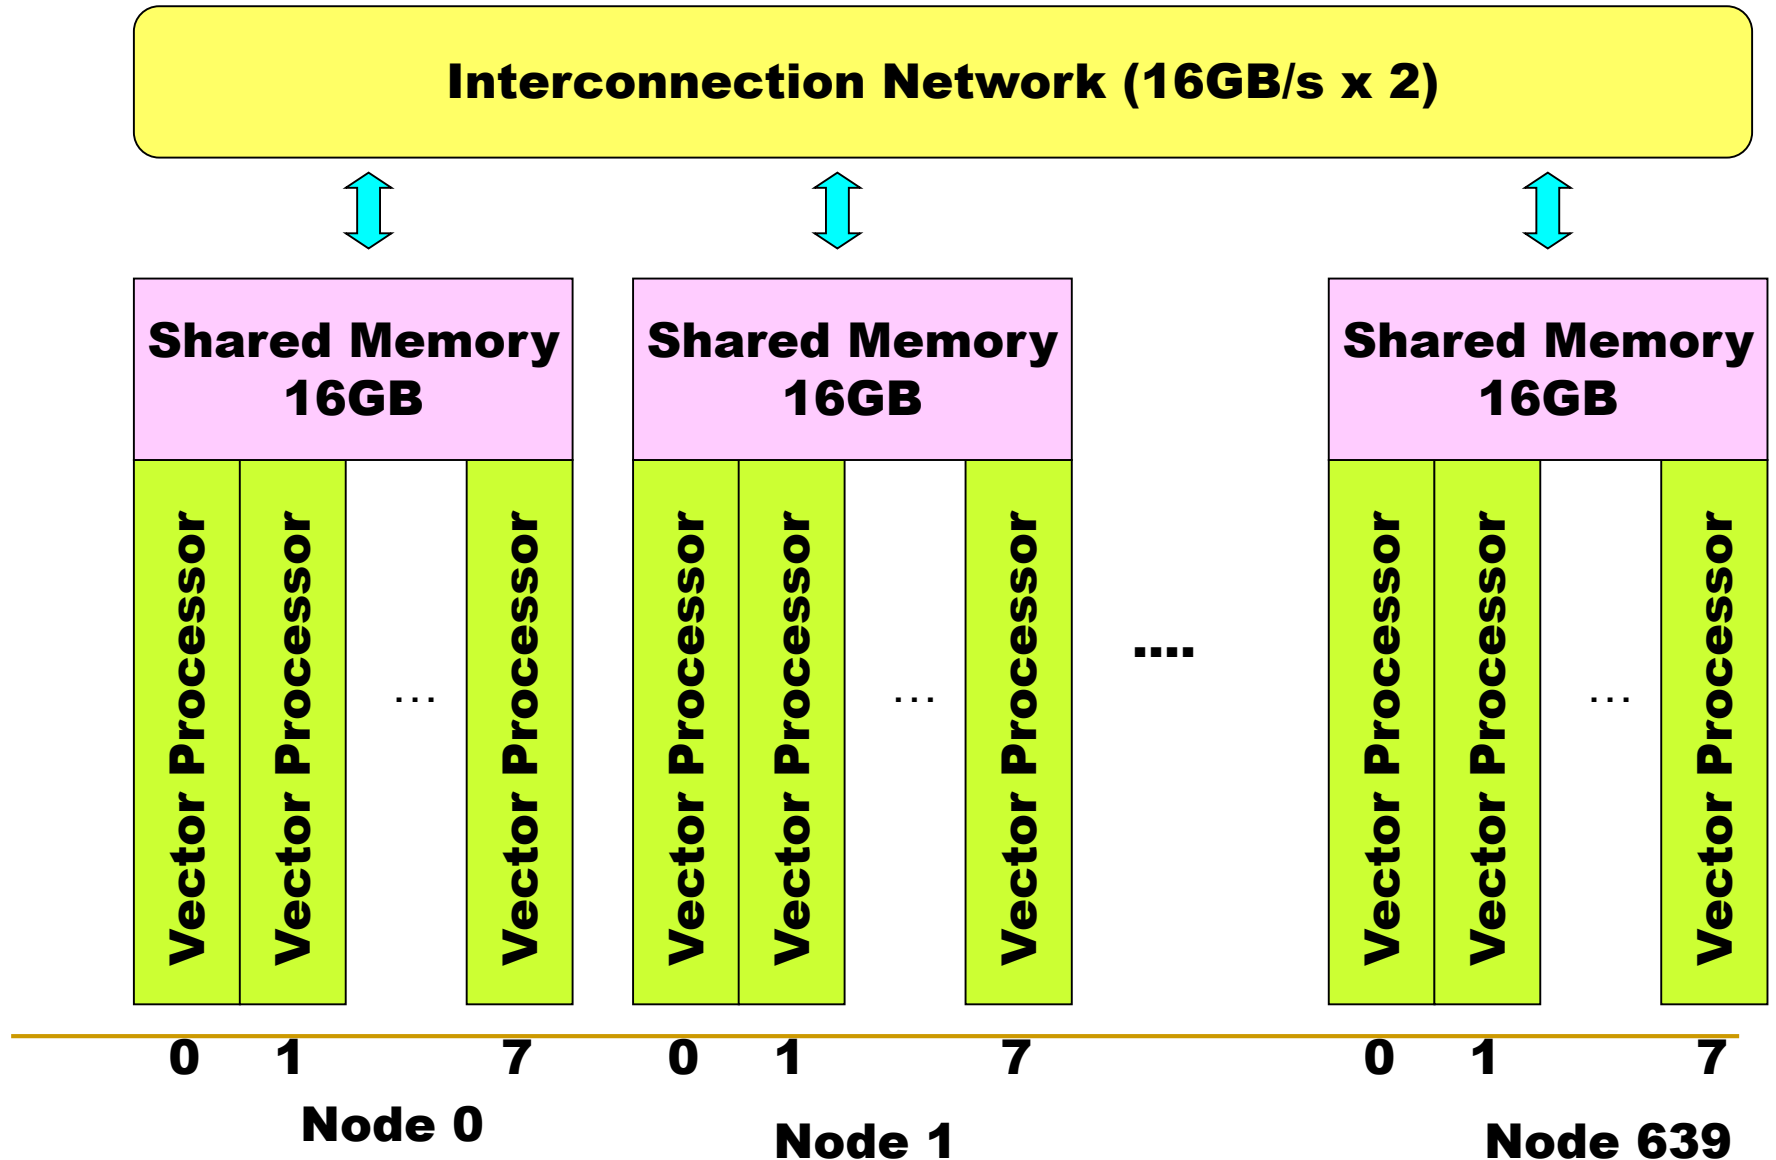 Interconnection Network (16GB/s x 2)
Shared Memory
16GB
Shared Memory
16GB
Shared Memory
16GB
Vector Processor
Vector Processor
...
Vector Processor
Vector Processor
Vector Processor
...
Vector Processor
....
Vector Processor
Vector Processor
...
Vector Processor
0 1 7 0 1 7 0 1 7
Node 0
Node 1
Node 639